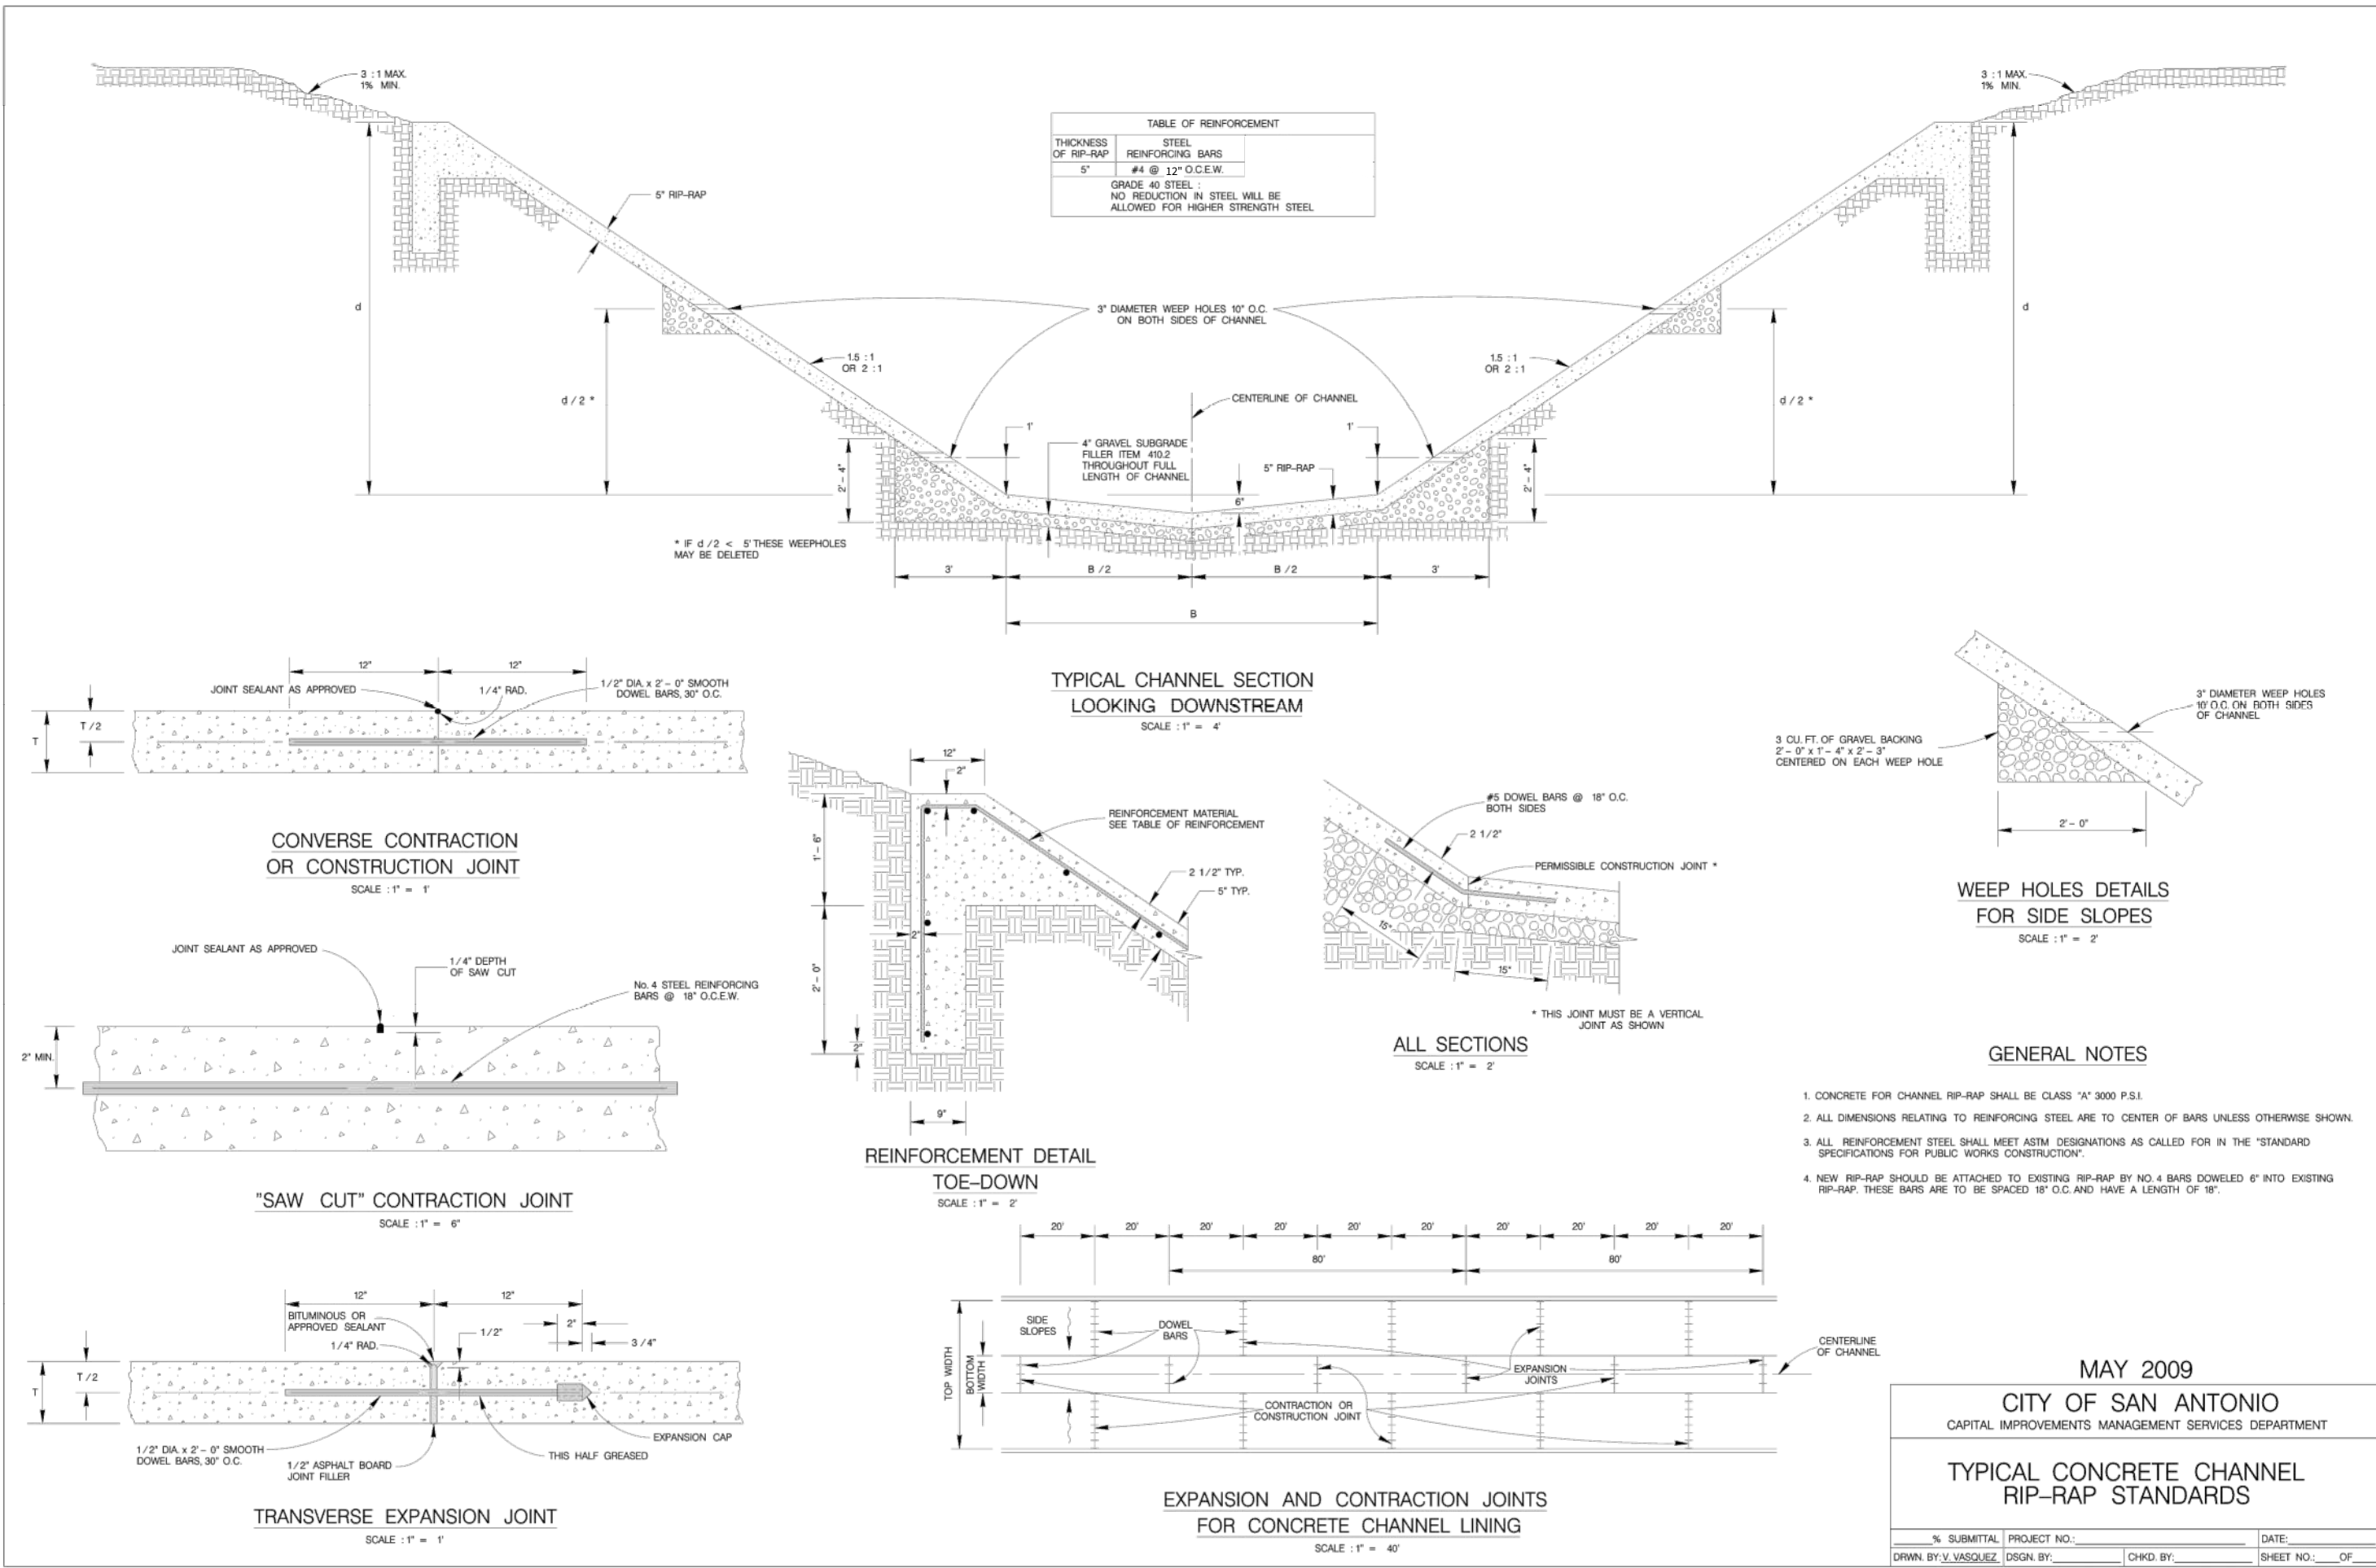 3 : 1 MAX.
1% MIN.
3 : 1 MAX.
1% MIN.
TABLE OF REINFORCEMENT
THICKNESS
OF RIP-RAP
STEEL
REINFORCING BARS
5"
#4 @ 12" O.C.E.W.
GRADE 40 STEEL :
NO REDUCTION IN STEEL WILL BE
ALLOWED FOR HIGHER STRENGTH STEEL
5" RIP-RAP
d
d
3" DIAMETER WEEP HOLES 10" O.C.
ON BOTH SIDES OF CHANNEL
1.5 : 1
OR 2 : 1
1.5 : 1
OR 2 : 1
d / 2 *
d / 2 *
CENTERLINE OF CHANNEL
1'
1'
4" GRAVEL SUBGRADE
FILLER ITEM 410.2
THROUGHOUT FULL
LENGTH OF CHANNEL
5" RIP-RAP
6"
2' - 4"
2' - 4"
* IF d / 2 < 5' THESE WEEPHOLES
MAY BE DELETED
3'
B / 2
B / 2
3'
B
TYPICAL CHANNEL SECTION
LOOKING DOWNSTREAM
SCALE : 1" = 4'
12"
12"
JOINT SEALANT AS APPROVED
1/4" RAD.
1/2" DIA. x 2' - 0" SMOOTH
DOWEL BARS, 30" O.C.
T / 2
T
CONVERSE CONTRACTION
OR CONSTRUCTION JOINT
SCALE : 1" = 1'
12"
2"
1' - 6"
REINFORCEMENT MATERIAL
SEE TABLE OF REINFORCEMENT
2 1/2" TYP.
5" TYP.
2"
2' - 0"
2"
9"
REINFORCEMENT DETAIL
TOE-DOWN
SCALE : 1" = 2'
#5 DOWEL BARS @ 18" O.C.
BOTH SIDES
2 1/2"
PERMISSIBLE CONSTRUCTION JOINT *
15"
15"
* THIS JOINT MUST BE A VERTICAL
JOINT AS SHOWN
ALL SECTIONS
SCALE : 1" = 2'
3" DIAMETER WEEP HOLES
10' O.C. ON BOTH SIDES
OF CHANNEL
3 CU. FT. OF GRAVEL BACKING
2' - 0" x 1' - 4" x 2' - 3"
CENTERED ON EACH WEEP HOLE
2' - 0"
WEEP HOLES DETAILS
FOR SIDE SLOPES
SCALE : 1" = 2'
JOINT SEALANT AS APPROVED
1/4" DEPTH
OF SAW CUT
No. 4 STEEL REINFORCING
BARS @ 18" O.C.E.W.
2" MIN.
"SAW CUT" CONTRACTION JOINT
SCALE : 1" = 6"
GENERAL NOTES
1. CONCRETE FOR CHANNEL RIP-RAP SHALL BE CLASS "A" 3000 P.S.I.
2. ALL DIMENSIONS RELATING TO REINFORCING STEEL ARE TO CENTER OF BARS UNLESS OTHERWISE SHOWN.
3. ALL REINFORCEMENT STEEL SHALL MEET ASTM DESIGNATIONS AS CALLED FOR IN THE "STANDARD
SPECIFICATIONS FOR PUBLIC WORKS CONSTRUCTION".
4. NEW RIP-RAP SHOULD BE ATTACHED TO EXISTING RIP-RAP BY NO. 4 BARS DOWELED 6" INTO EXISTING
RIP-RAP. THESE BARS ARE TO BE SPACED 18" O.C. AND HAVE A LENGTH OF 18".
12"
12"
BITUMINOUS OR
APPROVED SEALANT
1/4" RAD.
1/2"
2"
3/4"
T / 2
T
1/2" DIA. x 2' - 0" SMOOTH
DOWEL BARS, 30" O.C.
1/2" ASPHALT BOARD
JOINT FILLER
THIS HALF GREASED
EXPANSION CAP
TRANSVERSE EXPANSION JOINT
SCALE : 1" = 1'
20' 20' 20' 20' 20' 20' 20' 20' 20' 20'
80' 80'
TOP WIDTH
BOTTOM
WIDTH
SIDE
SLOPES
DOWEL
BARS
EXPANSION
JOINTS
CENTERLINE
OF CHANNEL
CONTRACTION OR
CONSTRUCTION JOINT
EXPANSION AND CONTRACTION JOINTS
FOR CONCRETE CHANNEL LINING
SCALE : 1" = 40'
MAY 2009
CITY OF SAN ANTONIO
CAPITAL IMPROVEMENTS MANAGEMENT SERVICES DEPARTMENT
TYPICAL CONCRETE CHANNEL
RIP-RAP STANDARDS
% SUBMITTAL PROJECT NO.: DATE:
DRWN. BY: V. VASQUEZ DSGN. BY: CHKD. BY: SHEET NO.: OF